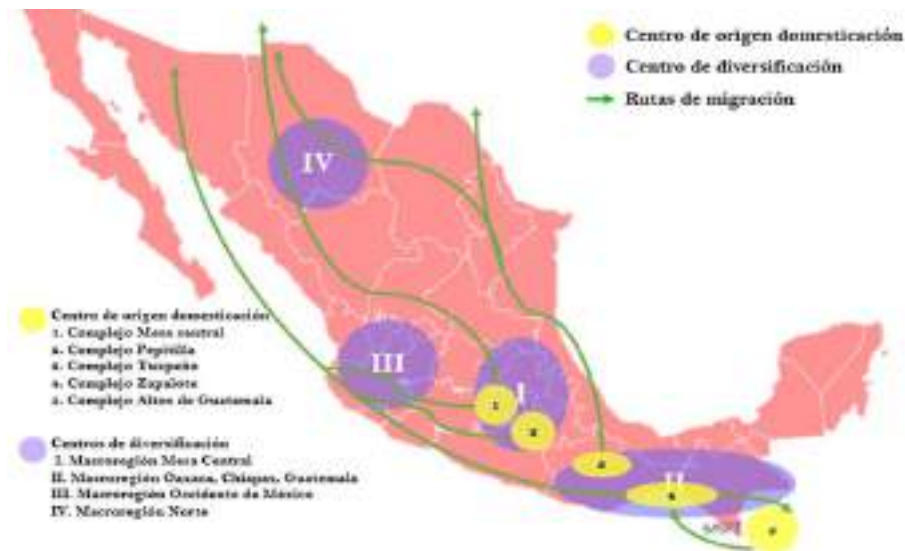 Centro de origen domesticación
Centro de diversificación
Rutas de migración
IV
III
I
II
1
Centro de origen domesticación
1. Complejo Mesa central
Complejo Pepitilla
Complejo Tuxpeño
Complejo Zapalote
Complejo Altos de Guatemala
Centros de diversificación
I. Macroregión Mesa Central
II. Macroregión Oaxaca, Chiapas, Guatemala
III. Macroregión Occidente de México
IV. Macroregión Norte